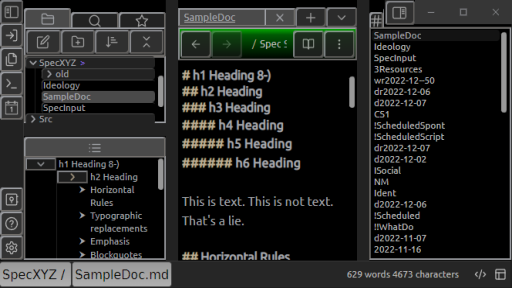 SampleDoc
SpecXYZ >
old
Ideology
SampleDoc
SpecInput
Src
h1 Heading 8-)
h2 Heading
Horizontal
Rules
Typographic
replacements
Emphasis
Blockquotes
/ Spec S
# h1 Heading 8-)
## h2 Heading
### h3 Heading
#### h4 Heading
##### h5 Heading
###### h6 Heading
This is text. This is not text.
That's a lie.
## Horizontal Rules
SampleDoc
Ideology
SpecInput
3Resources
wr2022-12--50
dr2022-12-06
d2022-12-07
C51
!ScheduledSpont
!ScheduledScript
dr2022-12-07
d2022-12-02
!Social
NM
Ident
d2022-12-06
!Scheduled
!!WhatDo
d2022-11-07
2022-11-16
SpecXYZ /
SampleDoc.md
629 words 4673 characters